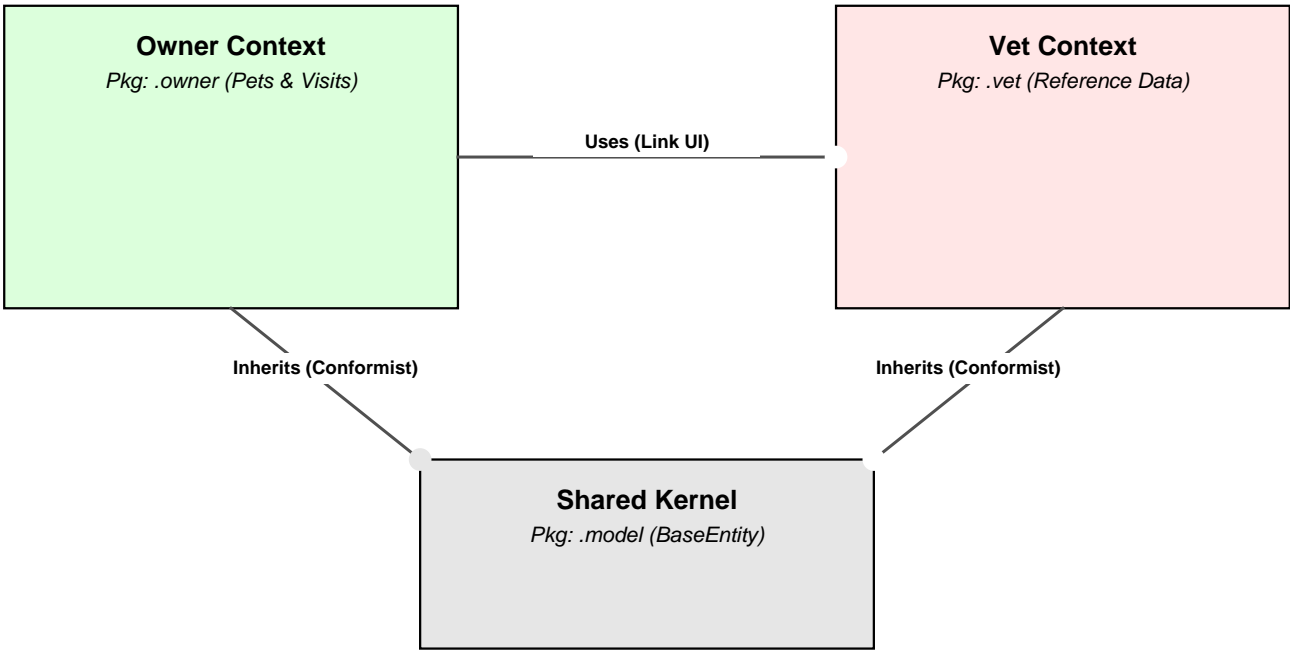 Owner Context
Pkg: .owner (Pets & Visits)
Vet Context
Pkg: .vet (Reference Data)
Uses (Link UI)
Inherits (Conformist)
Inherits (Conformist)
Shared Kernel
Pkg: .model (BaseEntity)